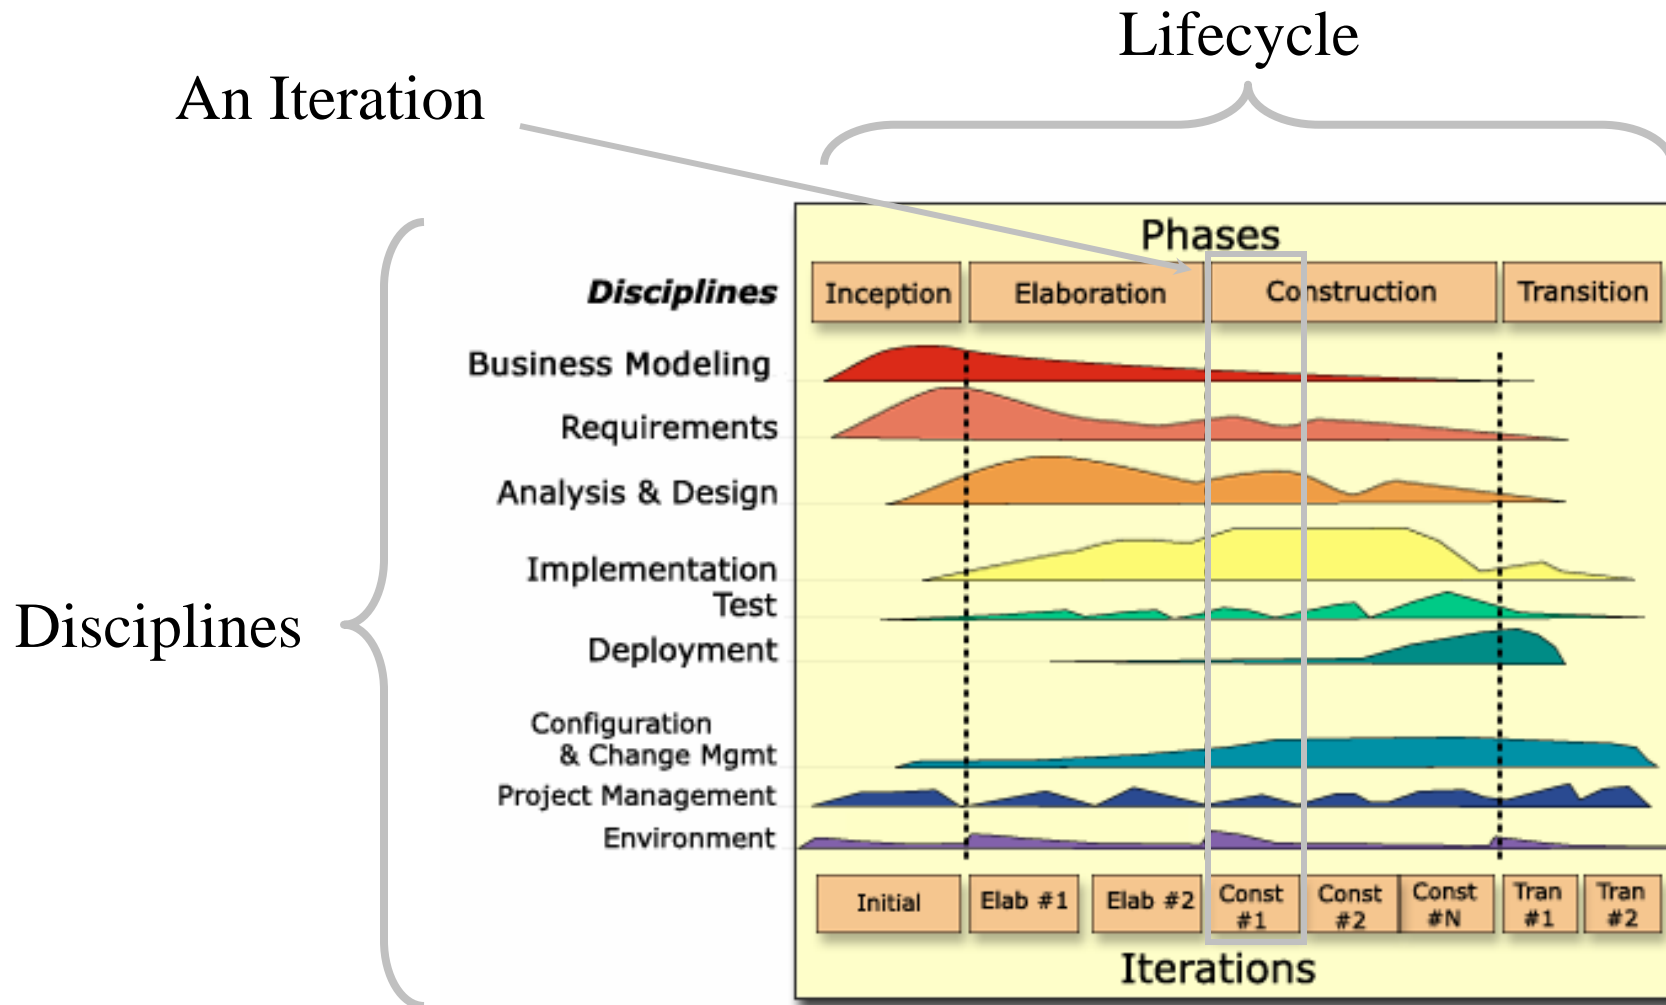 Lifecycle
An Iteration
Phases
Disciplines
Inception
Elaboration
Construction
Transition
Business Modeling
Requirements
Analysis & Design
Implementation
Test
Disciplines
Deployment
Configuration
& Change Mgmt
Project Management
Environment
Initial
Elab #1
Elab #2
Const
#1
Const
#2
Const
#N
Tran
#1
Tran
#2
Iterations